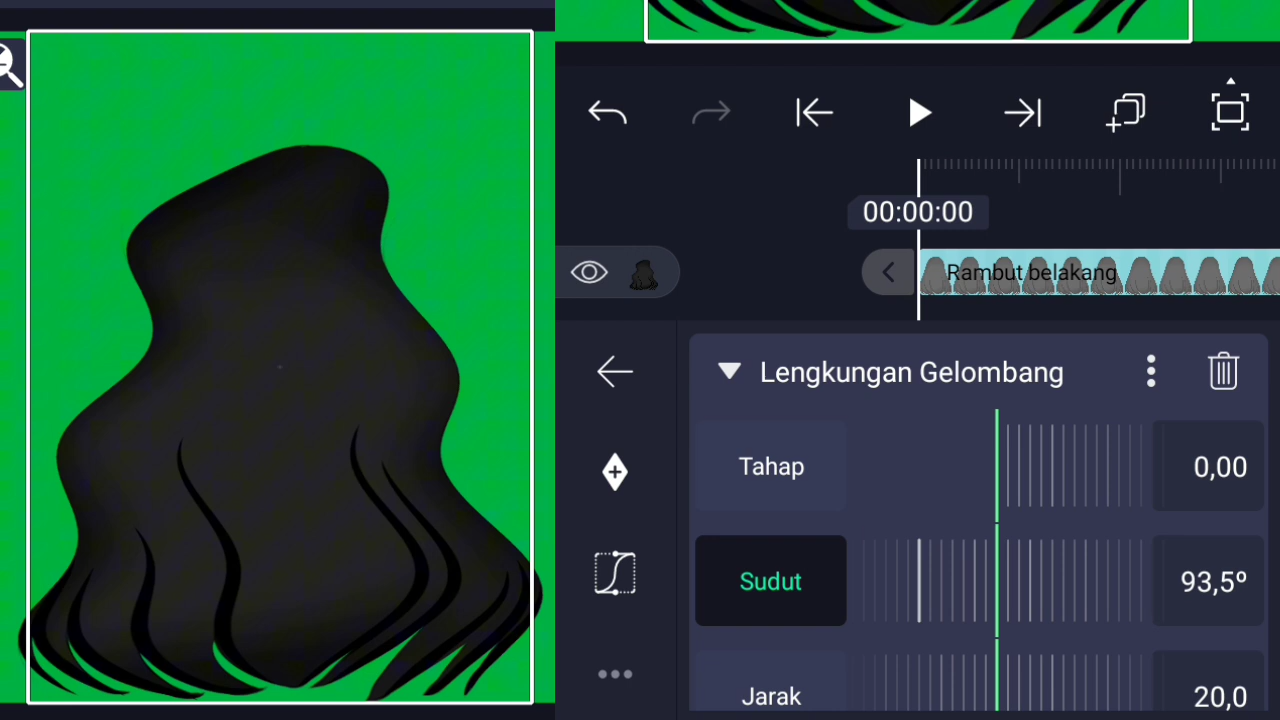 00:00:00
Rambut belakang
Lengkungan Gelombang
Tahap 0,00
Sudut 93,5º
Jarak 20,0